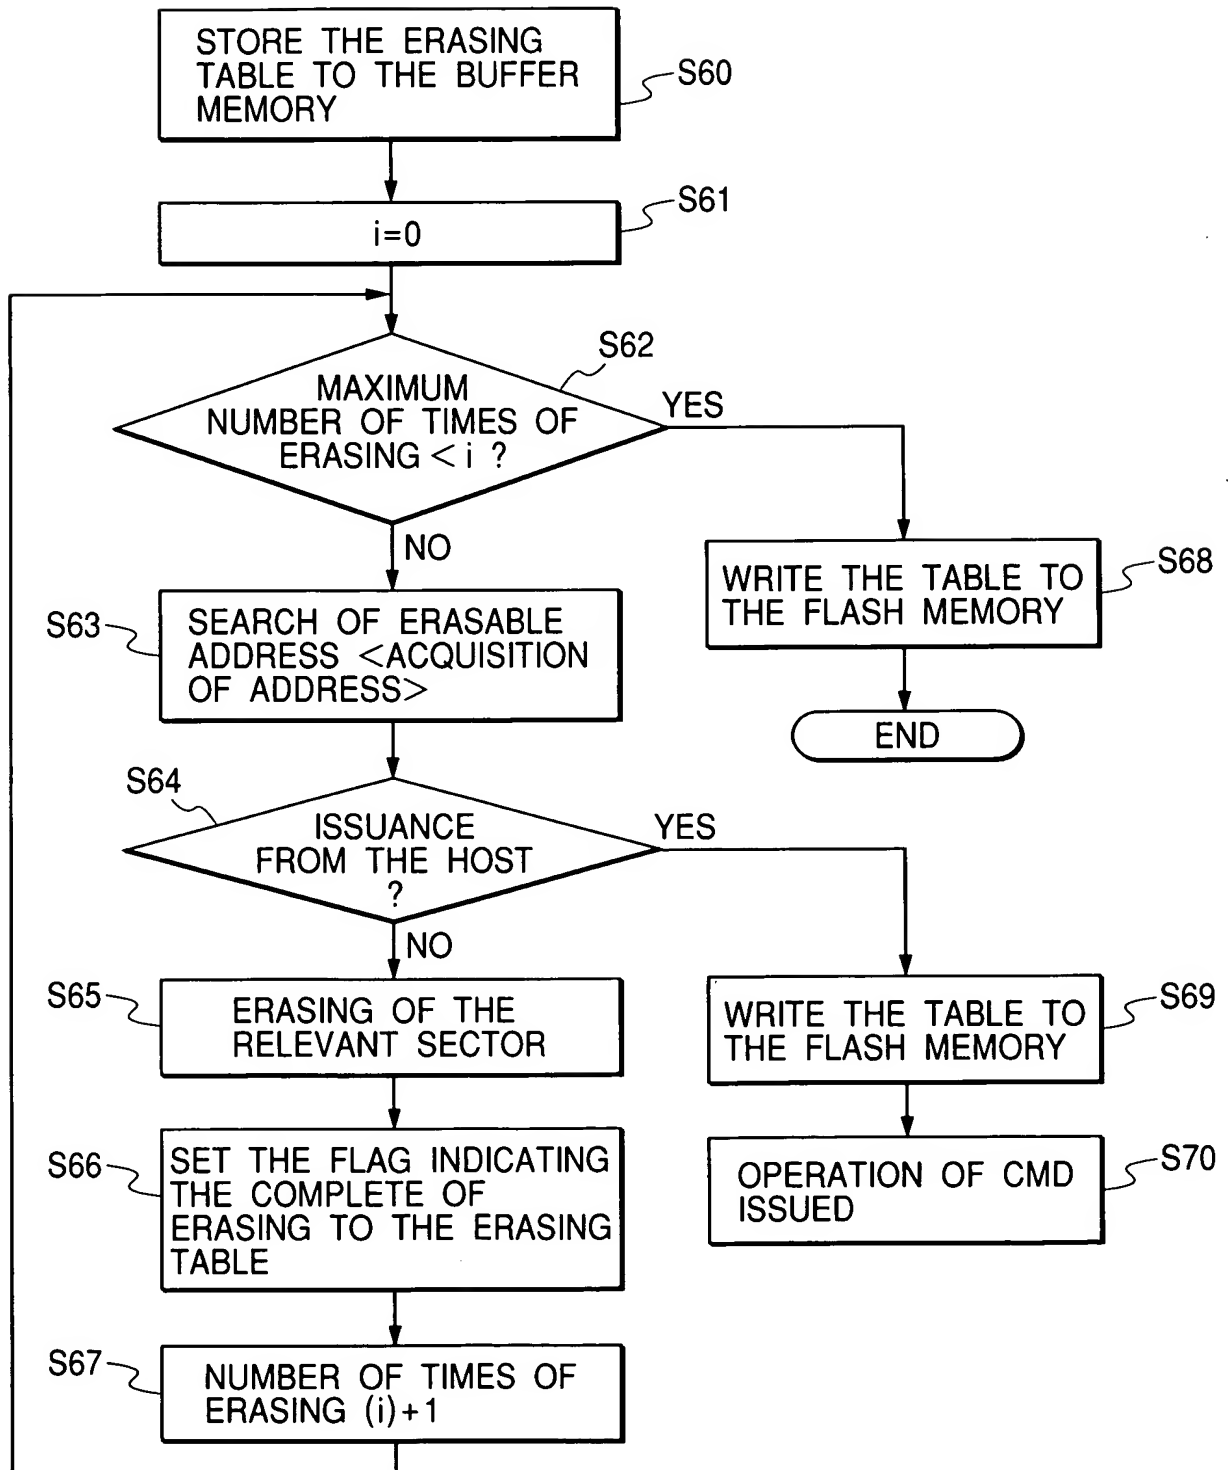 STORE THE ERASING
TABLE TO THE BUFFER
MEMORY
S60
S61
i=0
S62
MAXIMUM
NUMBER OF TIMES OF
ERASING < i ?
YES
NO
S63
SEARCH OF ERASABLE
ADDRESS <ACQUISITION
OF ADDRESS>
WRITE THE TABLE TO
THE FLASH MEMORY
S68
END
S64
ISSUANCE
FROM THE HOST
?
YES
NO
S65
ERASING OF THE
RELEVANT SECTOR
WRITE THE TABLE TO
THE FLASH MEMORY
S69
S66
SET THE FLAG INDICATING
THE COMPLETE OF
ERASING TO THE ERASING
TABLE
OPERATION OF CMD
ISSUED
S70
S67
NUMBER OF TIMES OF
ERASING (i)+1